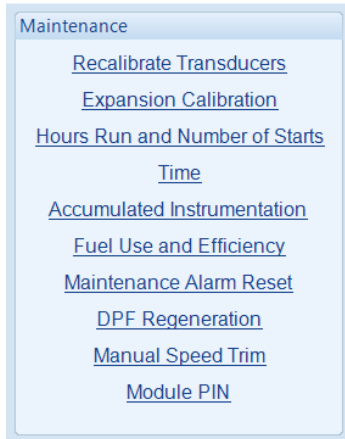 Maintenance
Recalibrate Transducers
Expansion Calibration
Hours Run and Number of Starts
Time
Accumulated Instrumentation
Fuel Use and Efficiency
Maintenance Alarm Reset
DPF Regeneration
Manual Speed Trim
Module PIN